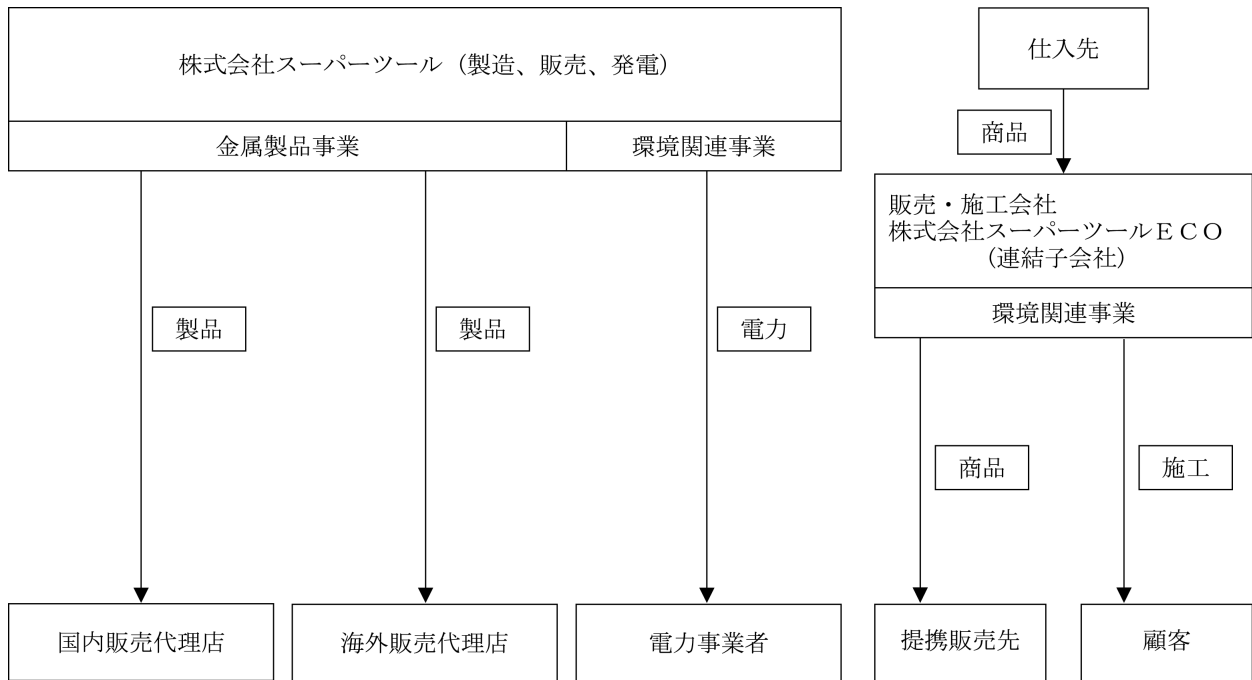 株式会社スーパーツール（製造、販売、発電）
金属製品事業
環境関連事業
製品
製品
電力
国内販売代理店
海外販売代理店
電力事業者
仕入先
商品
販売・施工会社
株式会社スーパーツールＥＣＯ
（連結子会社）
環境関連事業
商品
施工
提携販売先
顧客